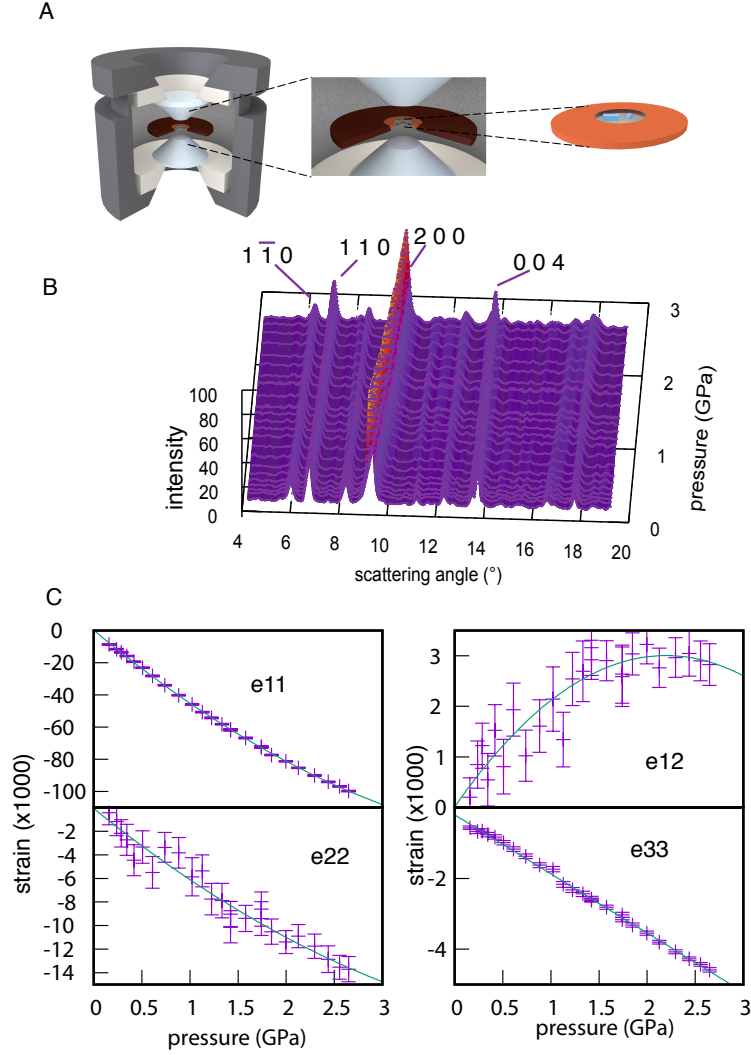 A
1 1̅ 0
1 1 0
2 0 0
0 0 4
B
3
2
1
0
pressure (GPa)
100
80
60
40
20
0
intensity
4 6 8 10 12 14 16 18 20
scattering angle (°)
C
0
-20
-40
-60
-80
-100
e11
3
2
1
0
e12
strain (x1000)
strain (x1000)
-2
-4
-6
-8
-10
-12
-14
e22
-2
-4
e33
0 0.5 1 1.5 2 2.5 3
pressure (GPa)
0 0.5 1 1.5 2 2.5 3
pressure (GPa)